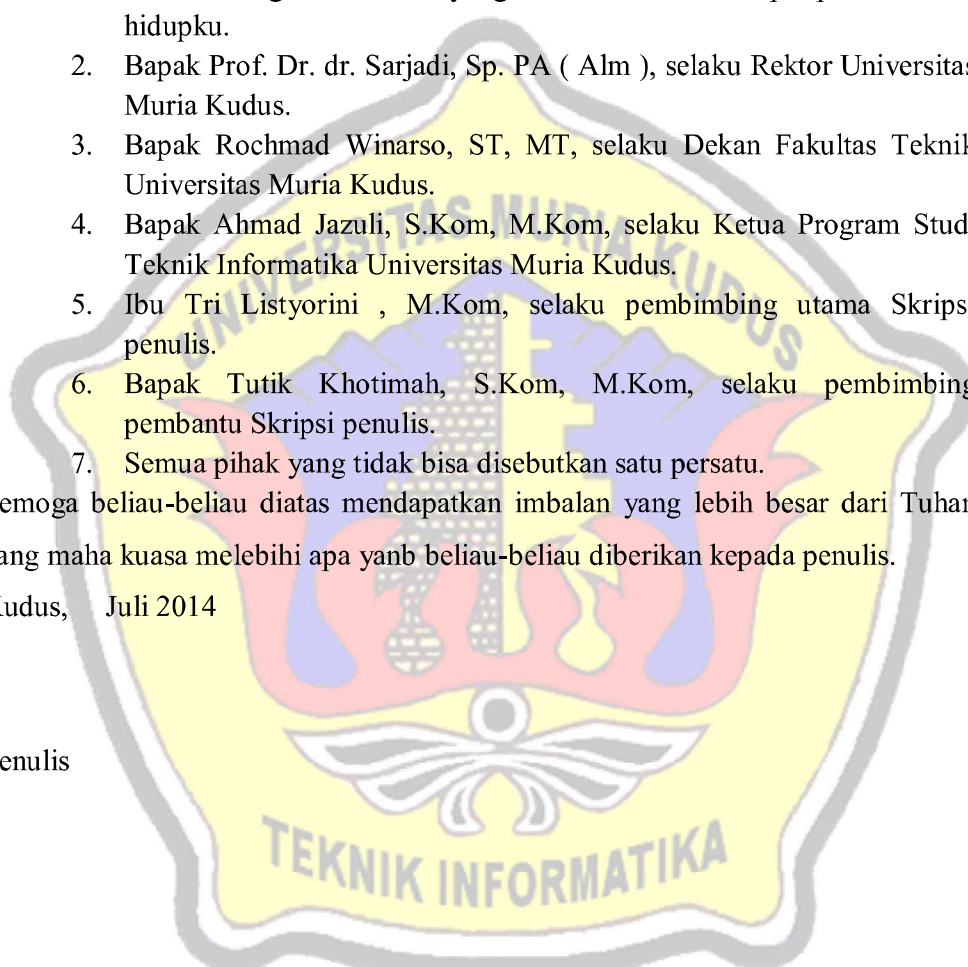 hidupku.
2. Bapak Prof. Dr. dr. Sarjadi, Sp. PA ( Alm ), selaku Rektor Universitas
Muria Kudus.
3. Bapak Rochmad Winarso, ST, MT, selaku Dekan Fakultas Teknik
Universitas Muria Kudus.
4. Bapak Ahmad Jazuli, S.Kom, M.Kom, selaku Ketua Program Stud
Teknik Informatika Universitas Muria Kudus.
5. Ibu Tri Listyorini , M.Kom, selaku pembimbing utama Skrips
penulis.
6. Bapak Tutik Khotimah, S.Kom, M.Kom, selaku pembimbing
pembantu Skripsi penulis.
7. Semua pihak yang tidak bisa disebutkan satu persatu.
emoga beliau-beliau diatas mendapatkan imbalan yang lebih besar dari Tuhan
ang maha kuasa melebihi apa yanb beliau-beliau diberikan kepada penulis.
Kudus, Juli 2014
enulis
UNIVERSITAS MURIA KUDUS
TEKNIK INFORMATIKA